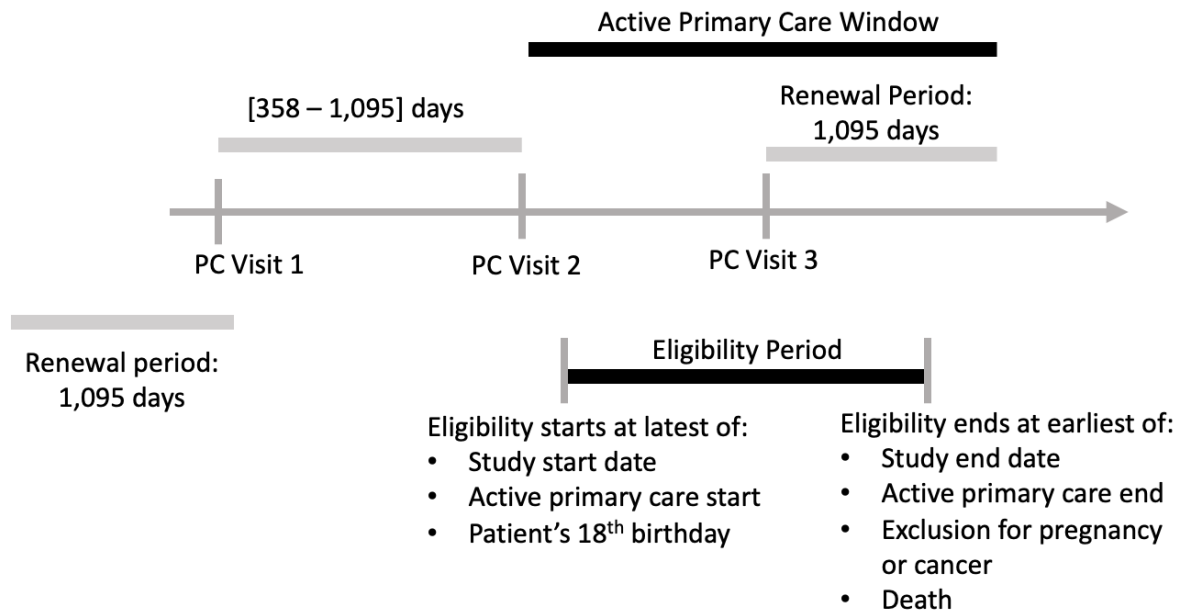 Active Primary Care Window
[358 – 1,095] days
Renewal Period:
1,095 days
PC Visit 1
PC Visit 2
PC Visit 3
Renewal period:
1,095 days
Eligibility Period
Eligibility starts at latest of:
• Study start date
• Active primary care start
• Patient's 18th birthday
Eligibility ends at earliest of:
• Study end date
• Active primary care end
• Exclusion for pregnancy
or cancer
• Death